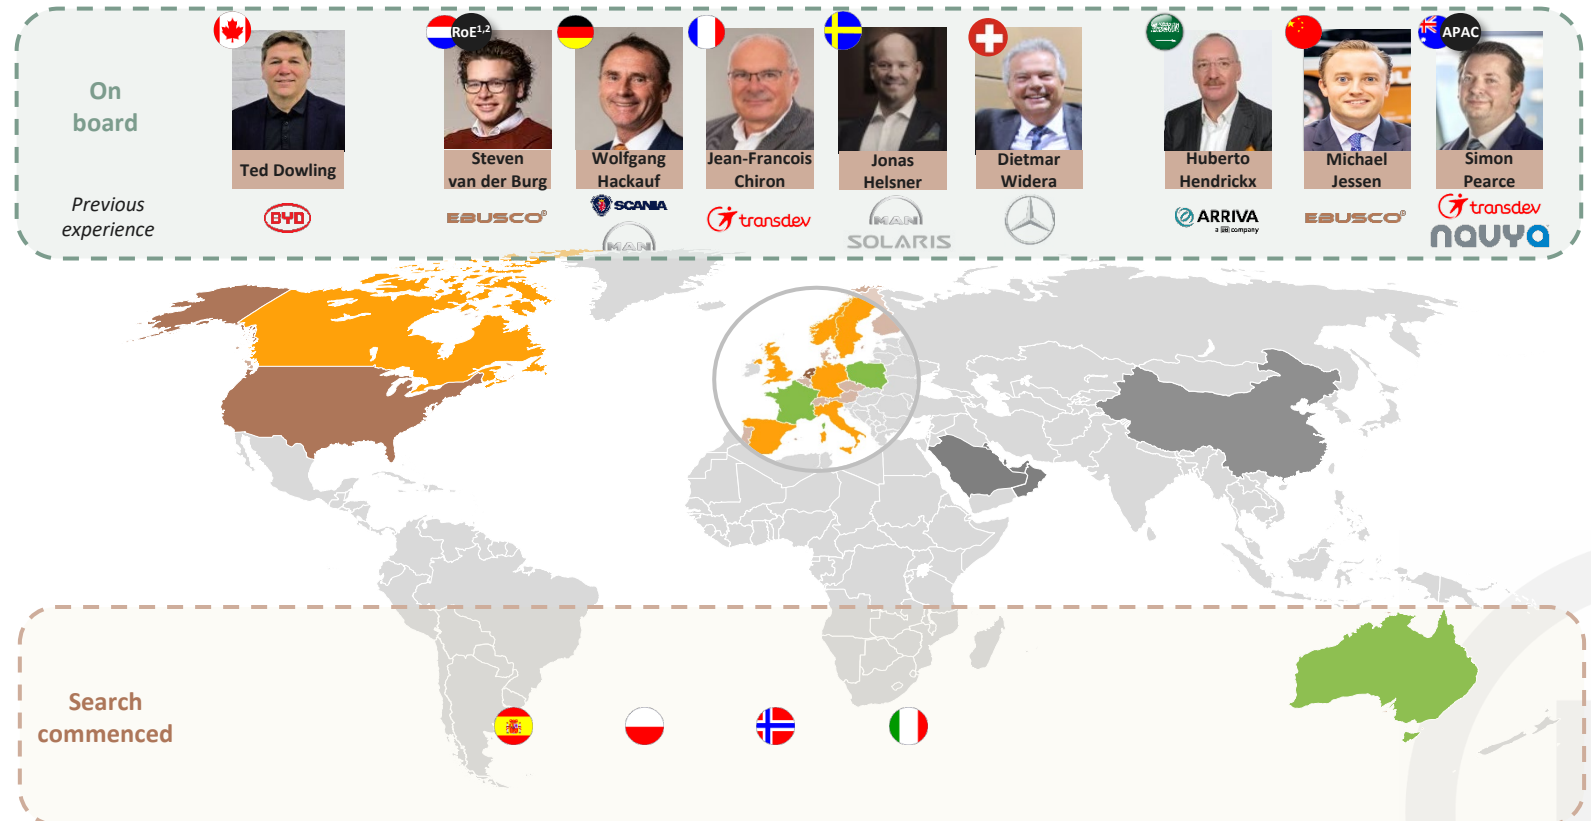 RoE1,2
APAC
On
board
Ted Dowling
Steven
van der Burg
Wolfgang
Hackauf
Jean-Francois
Chiron
Jonas
Helsner
Dietmar
Widera
Huberto
Hendrickx
Michael
Jessen
Simon
Pearce
Previous
experience
BYD
EBUSCO®
SCANIA
MAN
transdev
MAN
SOLARIS
ARRIVA
a DB company
EBUSCO®
transdev
navya
Search
commenced